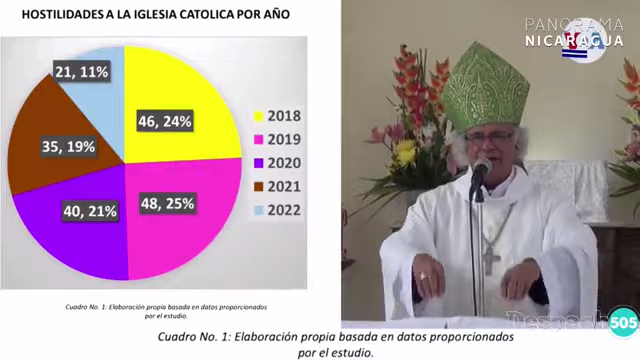 HOSTILIDADES A LA IGLESIA CATOLICA POR AÑO
PANORAMA
NICARAGUA
21, 11%
46, 24%
35, 19%
40, 21%
48, 25%
2018
2019
2020
2021
2022
Cuadro No. 1: Elaboración propia basada en datos proporcionados
por el estudio.
Despacho 505
Cuadro No. 1: Elaboración propia basada en datos proporcionados
por el estudio.